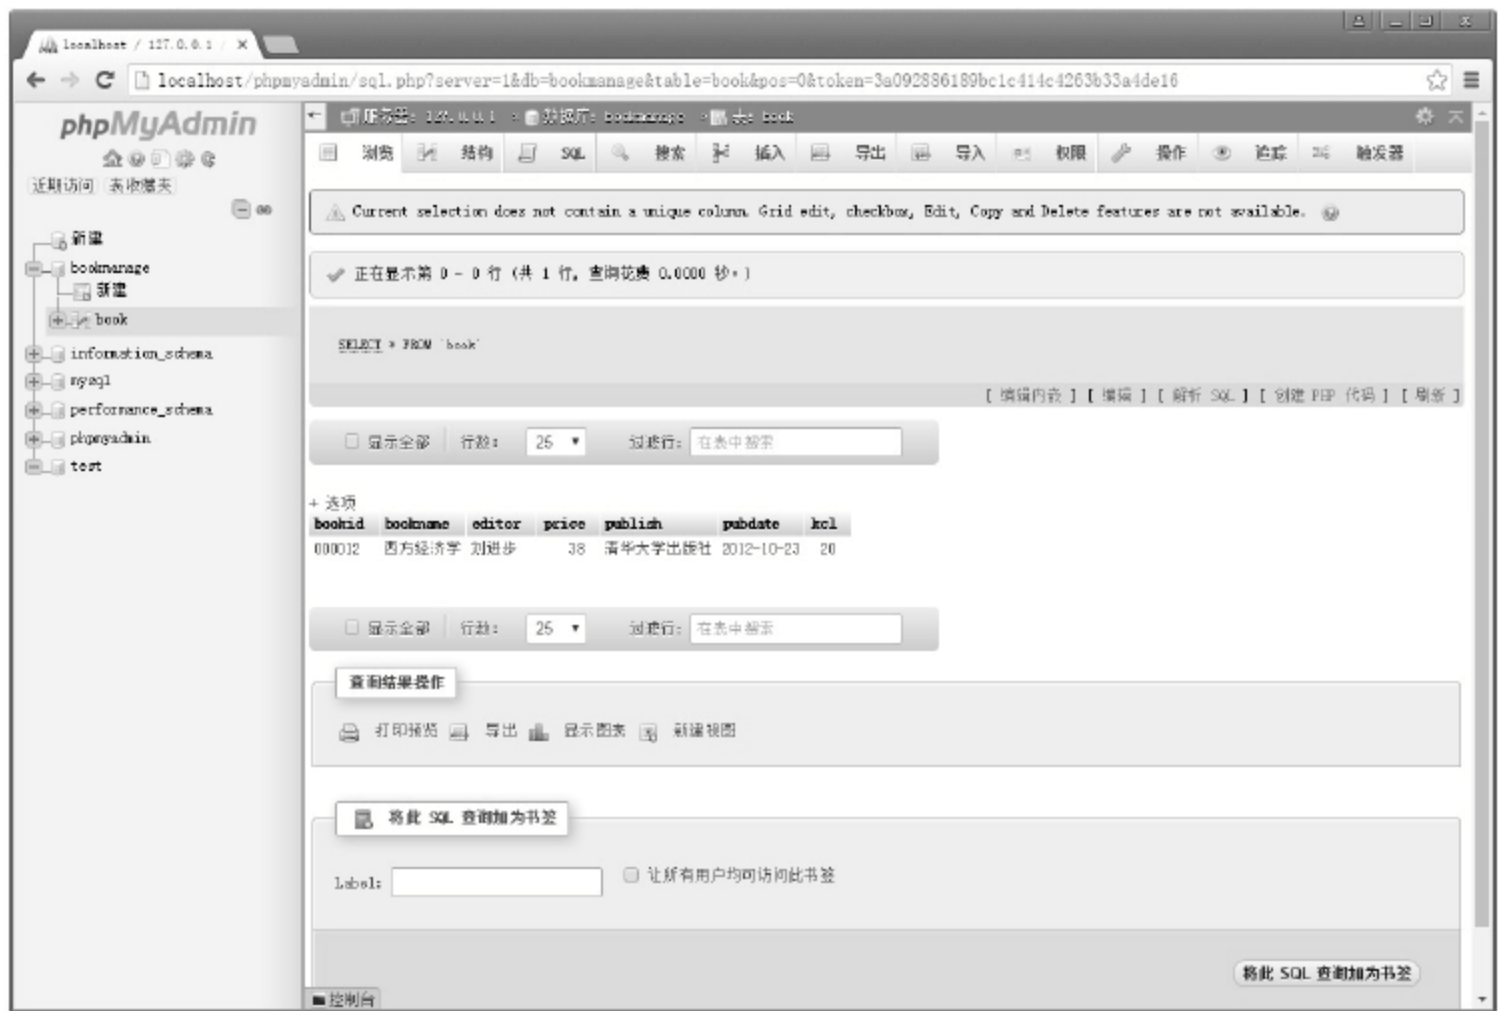 localhost / 127.0.0.1 /
localhost/phpmyadmin/sql.php?server=1&db=bookmanage&table=book&pos=0&token=3a092886189bc1c414c4263b33a4de16
phpMyAdmin
近期访问 表收藏夹
新建
bookmanage
新建
book
information_schema
mysql
performance_schema
phpmyadmin
test
服务器: 127.0.0.1 » 数据库: bookmanage » 表: book
浏览 结构 SQL 搜索 插入 导出 导入 权限 操作 追踪 触发器
Current selection does not contain a unique column. Grid edit, checkbox, Edit, Copy and Delete features are not available.
正在显示第 0 - 0 行 (共 1 行, 查询花费 0.0000 秒。)
SELECT * FROM `book`
[ 编辑内嵌 ] [ 编辑 ] [ 解析 SQL ] [ 创建 PHP 代码 ] [ 刷新 ]
显示全部 行数: 25 过滤行: 在表中搜索
+ 选项
bookid bookname editor price publish pubdate kcl
000012 西方经济学 刘进步 38 清华大学出版社 2012-10-23 20
显示全部 行数: 25 过滤行: 在表中搜索
查询结果操作
打印预览 导出 显示图表 新建视图
将此 SQL 查询加为书签
Label: 让所有用户均可访问此书签
将此 SQL 查询加为书签
控制台